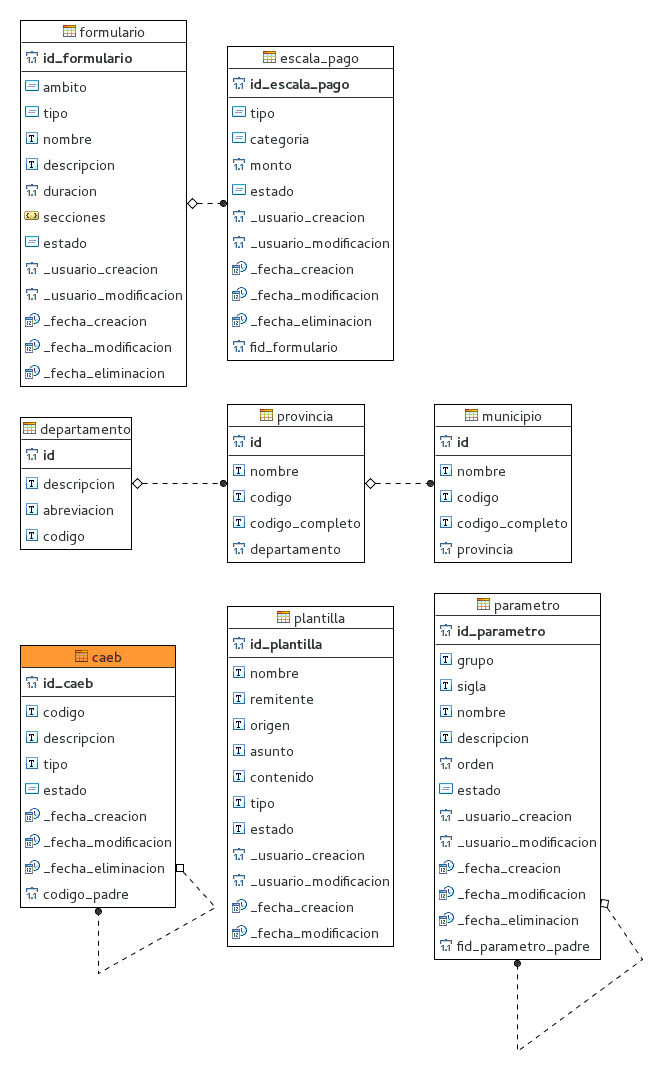 formulario
id_formulario
ambito
tipo
nombre
descripcion
duracion
secciones
estado
_usuario_creacion
_usuario_modificacion
_fecha_creacion
_fecha_modificacion
_fecha_eliminacion
escala_pago
id_escala_pago
tipo
categoria
monto
estado
_usuario_creacion
_usuario_modificacion
_fecha_creacion
_fecha_modificacion
_fecha_eliminacion
fid_formulario
departamento
id
descripcion
abreviacion
codigo
provincia
id
nombre
codigo
codigo_completo
departamento
municipio
id
nombre
codigo
codigo_completo
provincia
caeb
id_caeb
codigo
descripcion
tipo
estado
_fecha_creacion
_fecha_modificacion
_fecha_eliminacion
codigo_padre
plantilla
id_plantilla
nombre
remitente
origen
asunto
contenido
tipo
estado
_usuario_creacion
_usuario_modificacion
_fecha_creacion
_fecha_modificacion
parametro
id_parametro
grupo
sigla
nombre
descripcion
orden
estado
_usuario_creacion
_usuario_modificacion
_fecha_creacion
_fecha_modificacion
_fecha_eliminacion
fid_parametro_padre